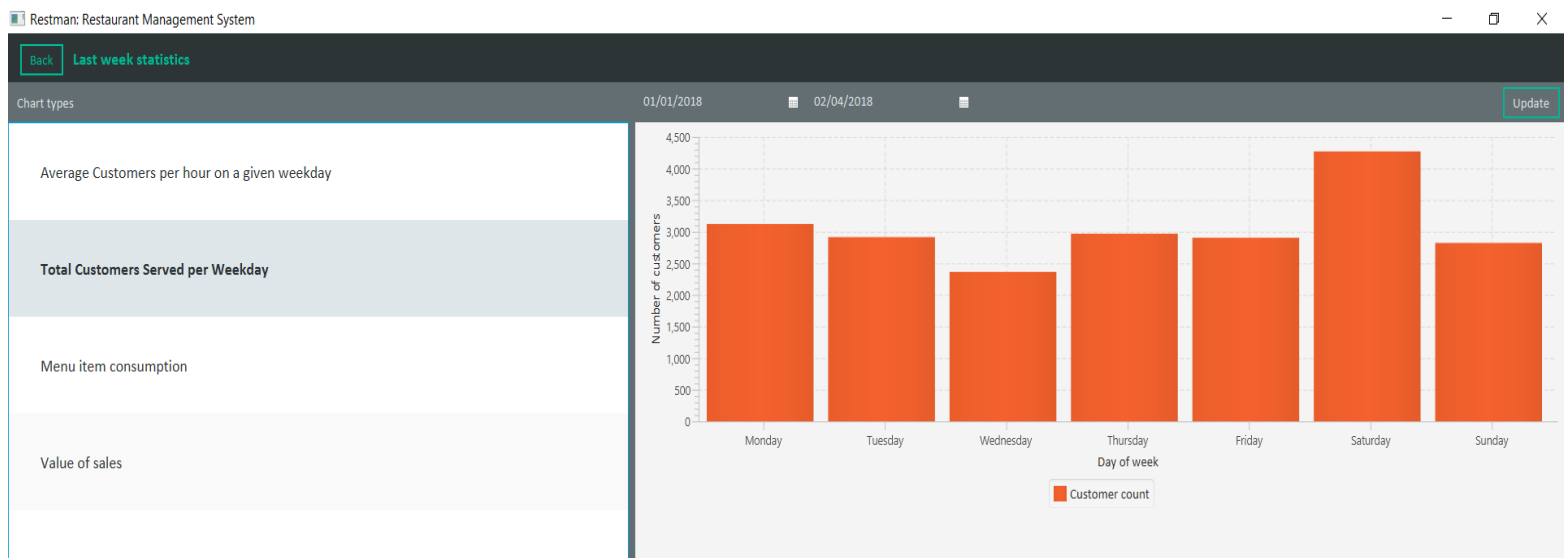 Restman: Restaurant Management System
Back Last week statistics
Chart types
01/01/2018 02/04/2018 Update
Average Customers per hour on a given weekday
Total Customers Served per Weekday
Menu item consumption
Value of sales
Number of customers
4,500
4,000
3,500
3,000
2,500
2,000
1,500
1,000
500
0
Monday Tuesday Wednesday Thursday Friday Saturday Sunday
Day of week
Customer count